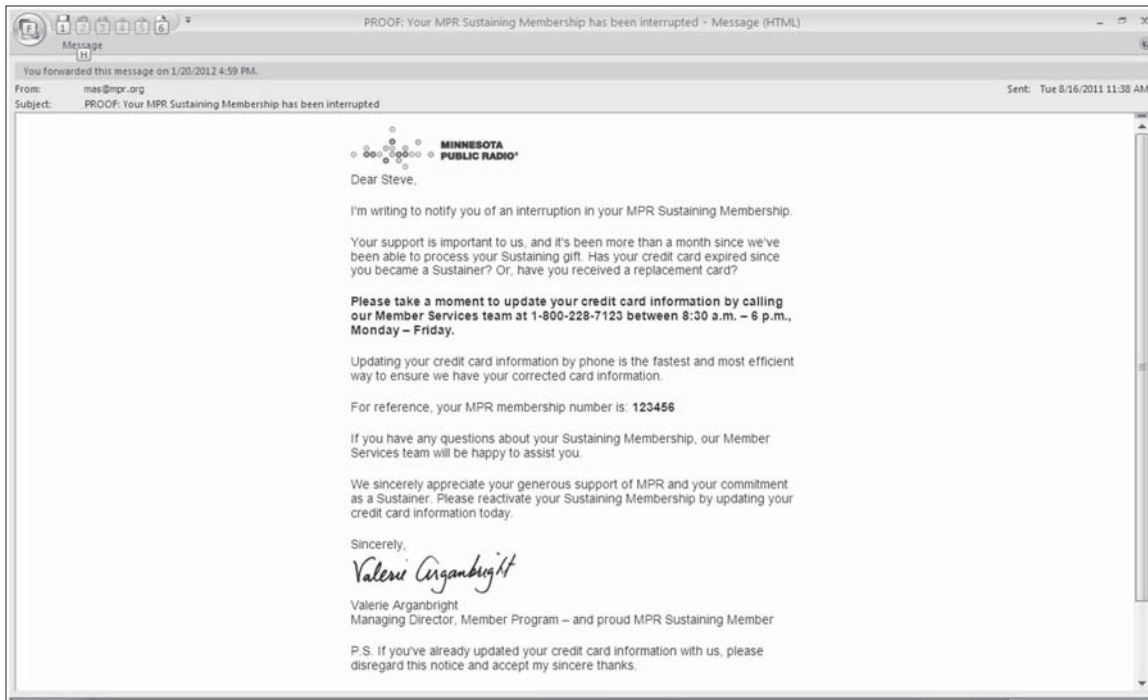 F 1 2 3 4 5 6
PROOF: Your MPR Sustaining Membership has been interrupted - Message (HTML)
Message
H
You forwarded this message on 1/20/2012 4:59 PM.
From: mas@mpr.org
Sent: Tue 8/16/2011 11:38 AM
Subject: PROOF: Your MPR Sustaining Membership has been interrupted
MINNESOTA
PUBLIC RADIO®
Dear Steve,
I'm writing to notify you of an interruption in your MPR Sustaining Membership.
Your support is important to us, and it's been more than a month since we've
been able to process your Sustaining gift. Has your credit card expired since
you became a Sustainer? Or, have you received a replacement card?
Please take a moment to update your credit card information by calling
our Member Services team at 1-800-228-7123 between 8:30 a.m. – 6 p.m.,
Monday – Friday.
Updating your credit card information by phone is the fastest and most efficient
way to ensure we have your corrected card information.
For reference, your MPR membership number is: 123456
If you have any questions about your Sustaining Membership, our Member
Services team will be happy to assist you.
We sincerely appreciate your generous support of MPR and your commitment
as a Sustainer. Please reactivate your Sustaining Membership by updating your
credit card information today.
Sincerely,
Valerie Arganbright
Valerie Arganbright
Managing Director, Member Program – and proud MPR Sustaining Member
P.S. If you've already updated your credit card information with us, please
disregard this notice and accept my sincere thanks.